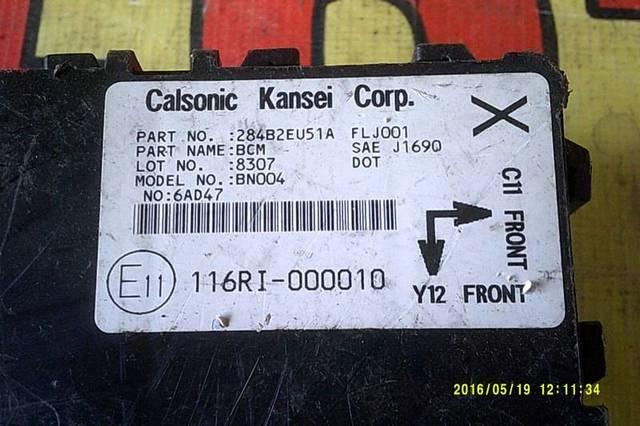 Calsonic Kansei Corp.
X
PART NO. :284B2EU51A FLJ001
PART NAME:BCM SAE J1690
LOT NO. :8307 DOT
MODEL NO.:BN004
NO:6AD47
C11 FRONT
E11 116RI-000010
Y12 FRONT
2016/05/19 12:11:34